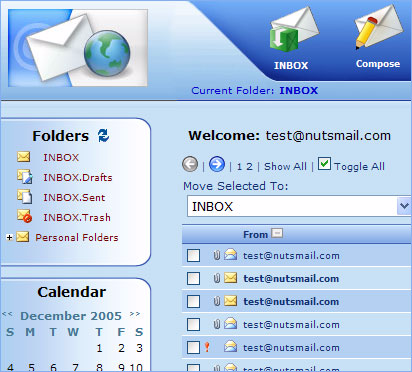 INBOX
Compose
Current Folder: INBOX
Folders
INBOX
INBOX.Drafts
INBOX.Sent
INBOX.Trash
Personal Folders
Welcome: test@nutsmail.com
| | 1 2 | Show All | Toggle All
Move Selected To:
INBOX
From
test@nutsmail.com
test@nutsmail.com
test@nutsmail.com
test@nutsmail.com
test@nutsmail.com
Calendar
<< December 2005 >>
S M T W T F S
1 2 3
4 5 6 7 8 9 10